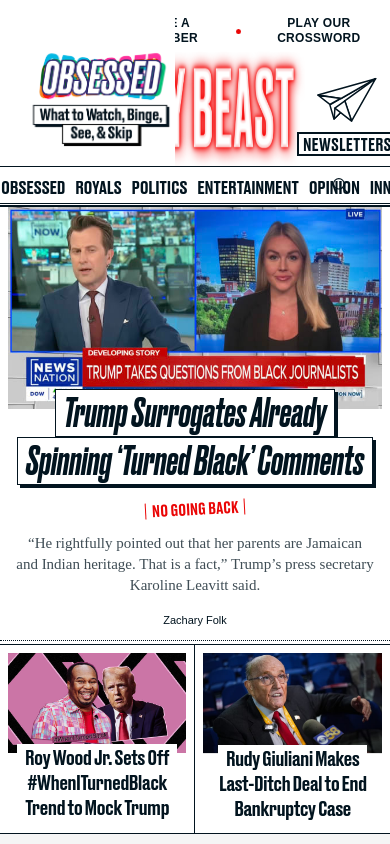 E A
BER
PLAY OUR
CROSSWORD
OBSESSED
What to Watch, Binge,
See, & Skip
Y BEAST
NEWSLETTERS
OBSESSED ROYALS POLITICS ENTERTAINMENT OPINION INN
NOW
LIVE
DEVELOPING STORY
NEWS
NATION
TRUMP TAKES QUESTIONS FROM BLACK JOURNALISTS
DOW
Trump Surrogates Already
Spinning ‘Turned Black’ Comments
NO GOING BACK
“He rightfully pointed out that her parents are Jamaican
and Indian heritage. That is a fact,” Trump’s press secretary
Karoline Leavitt said.
Zachary Folk
Roy Wood Jr. Sets Off
#WhenITurnedBlack
Trend to Mock Trump
Rudy Giuliani Makes
Last-Ditch Deal to End
Bankruptcy Case